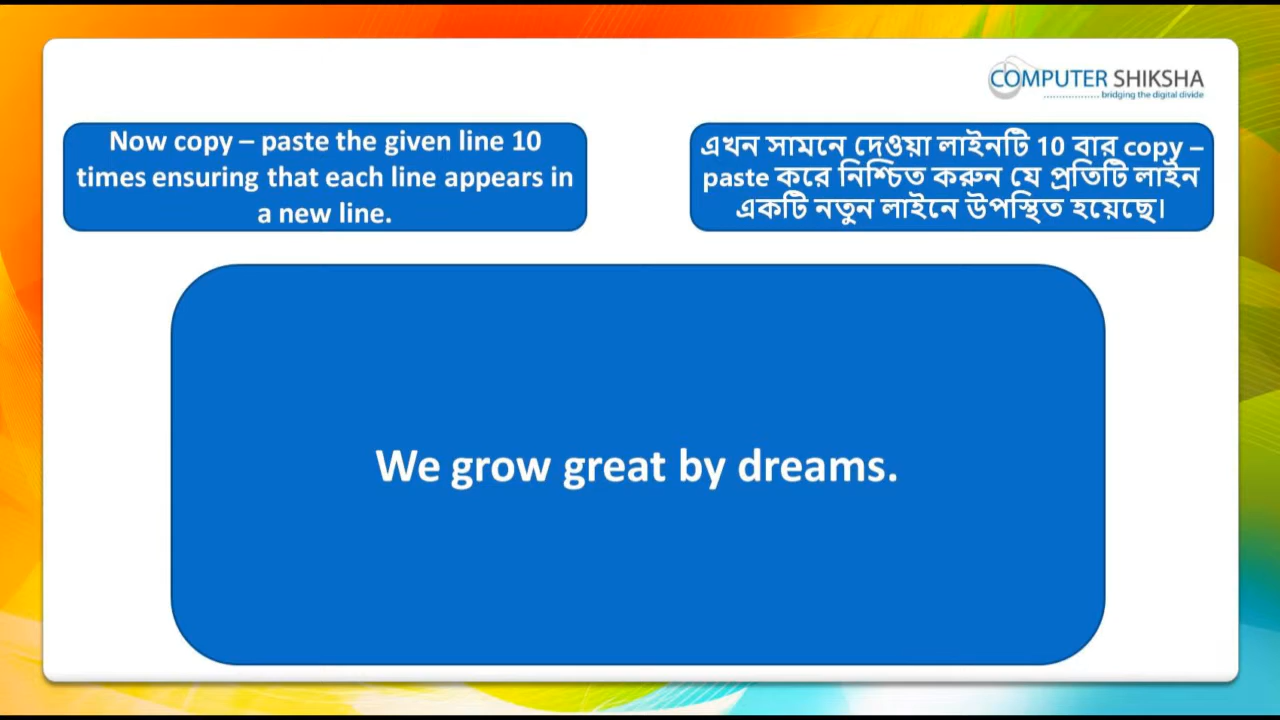 COMPUTER SHIKSHA
bridging the digital divide
Now copy – paste the given line 10
times ensuring that each line appears in
a new line.
এখন সামনে দেওয়া লাইনটি 10 বার copy –
paste করে নিশ্চিত করুন যে প্রতিটি লাইন
একটি নতুন লাইনে উপস্থিত হয়েছে।
We grow great by dreams.